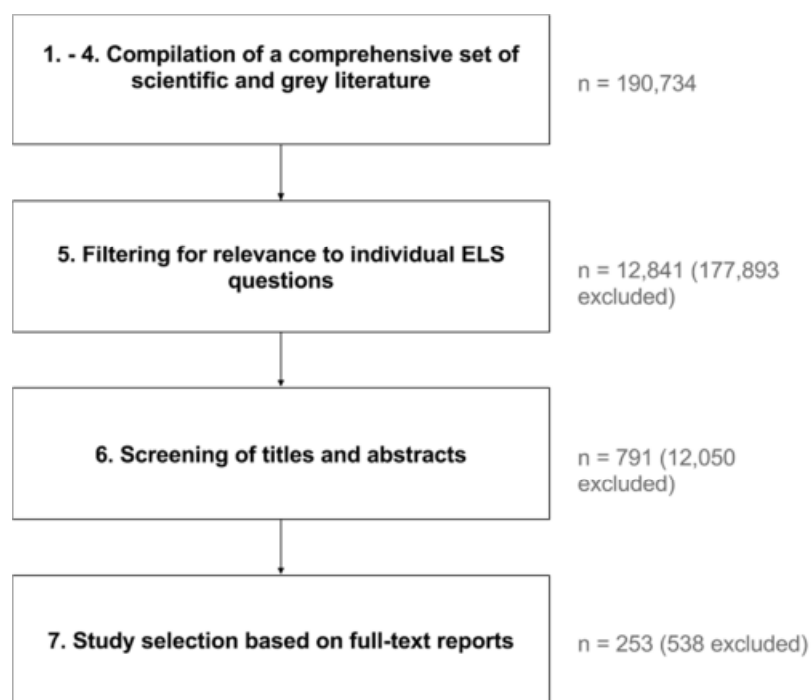 1. - 4. Compilation of a comprehensive set of
scientific and grey literature
n = 190,734
5. Filtering for relevance to individual ELS
questions
n = 12,841 (177,893
excluded)
6. Screening of titles and abstracts
n = 791 (12,050
excluded)
7. Study selection based on full-text reports
n = 253 (538 excluded)